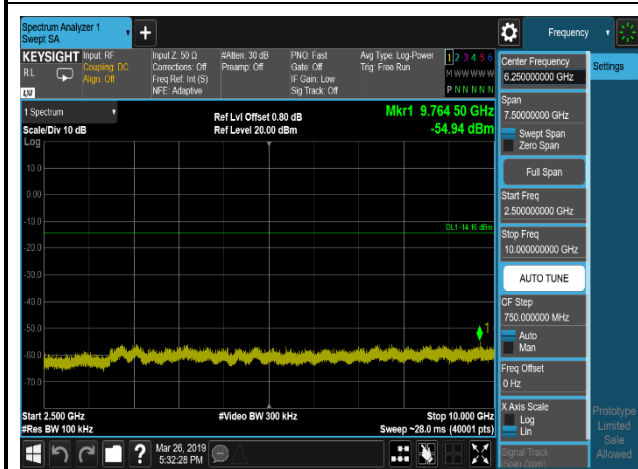 Spectrum Analyzer 1
Swept SA
+
Frequency
KEYSIGHT
RL
Input: RF
Coupling: DC
Align: Off
Input Z: 50 Ω
Corrections: Off
Freq Ref: Int (S)
NFE: Adaptive
#Atten: 30 dB
Preamp: Off
PNO: Fast
Gate: Off
IF Gain: Low
Sig Track: Off
Avg Type: Log-Power
Trig: Free Run
1 2 3 4 5 6
M W W W W W
P N N N N N
1 Spectrum
Scale/Div 10 dB
Log
Ref Lvl Offset 0.80 dB
Ref Level 20.00 dBm
Mkr1 9.764 50 GHz
-54.94 dBm
10.0
0.00
-10.0
-20.0
-30.0
-40.0
-50.0
-60.0
-70.0
DL1 -14.16 dBm
1
Start 2.500 GHz
#Res BW 100 kHz
#Video BW 300 kHz
Stop 10.000 GHz
Sweep ~28.0 ms (40001 pts)
Mar 26, 2019
5:32:28 PM
?
Center Frequency
6.25000000 GHz
Span
7.50000000 GHz
Swept Span
Zero Span
Full Span
Start Freq
2.500000000 GHz
Stop Freq
10.000000000 GHz
AUTO TUNE
CF Step
750.000000 MHz
Auto
Man
Freq Offset
0 Hz
X Axis Scale
Log
Lin
Signal Track
(Span Zoom)
Settings
Prototype
Limited
Sale
Allowed